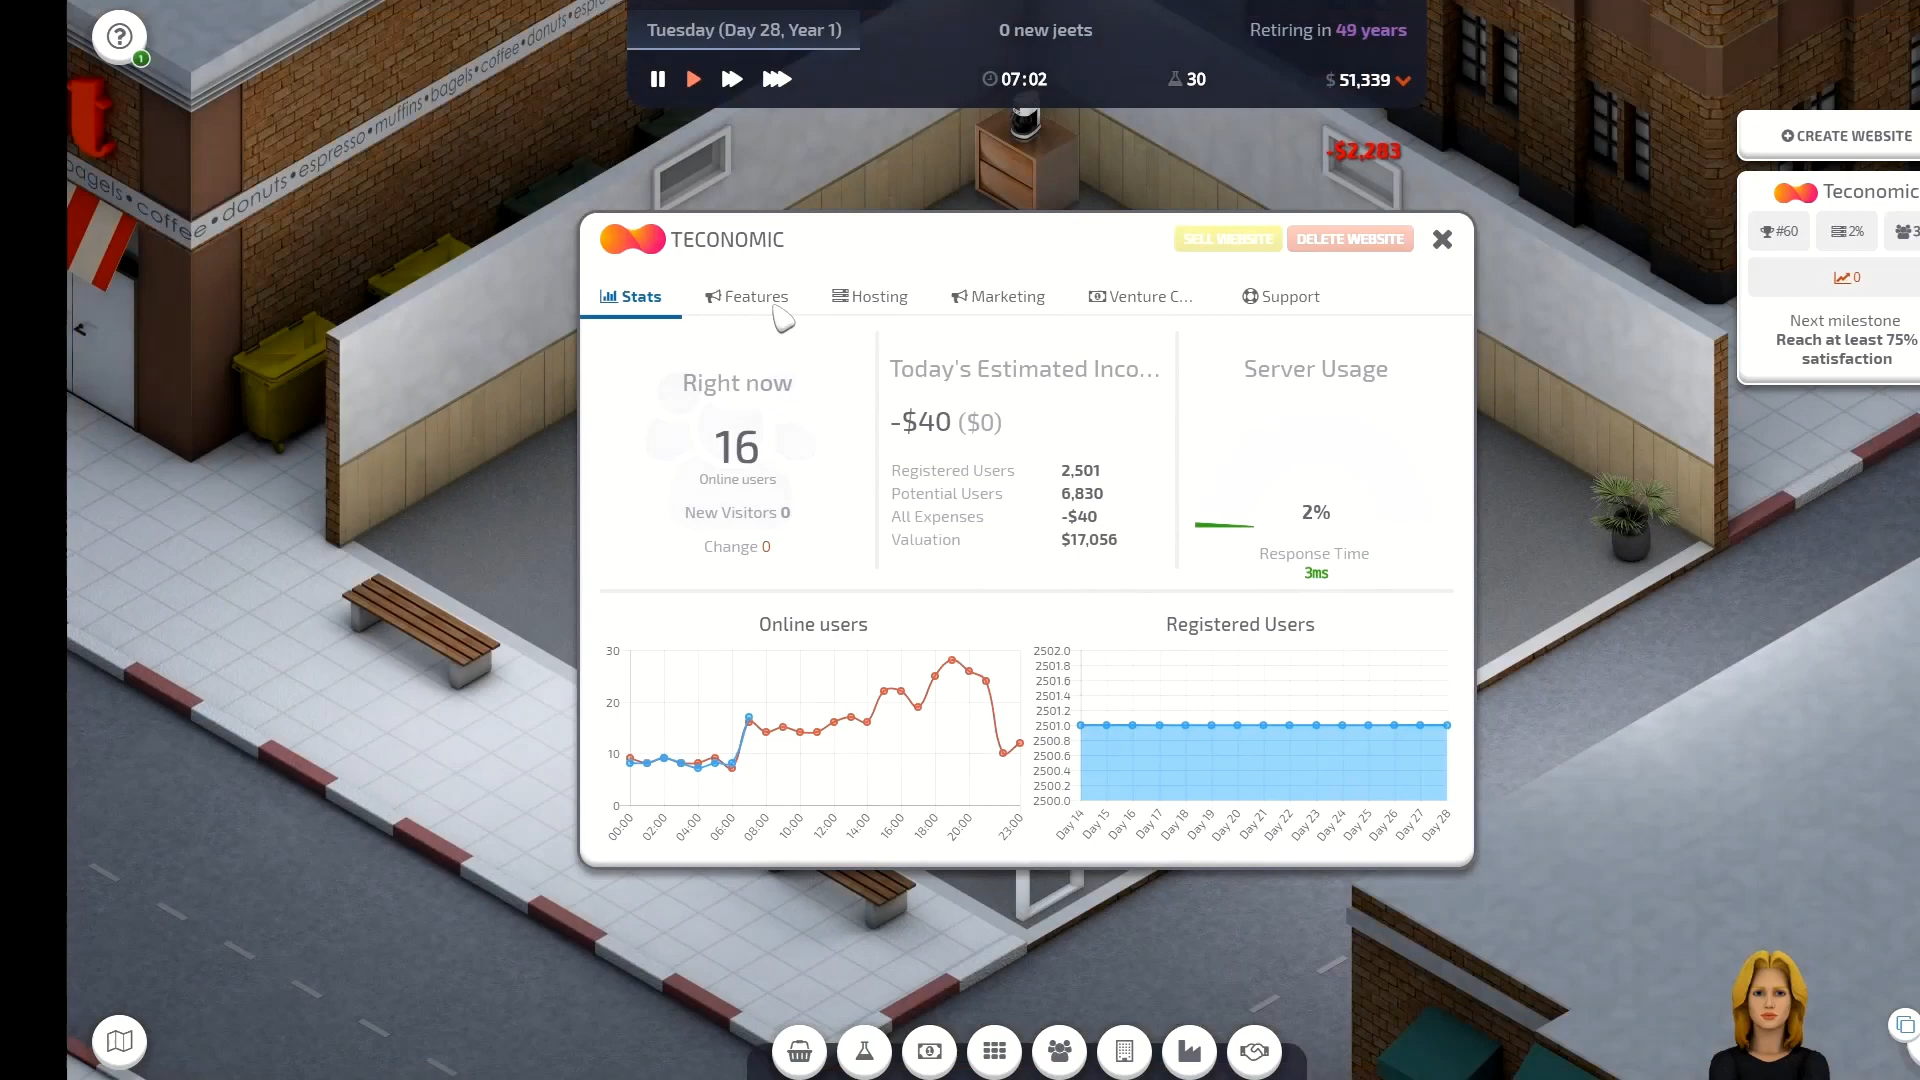 1
Tuesday (Day 28, Year 1)
0 new jeets
Retiring in 49 years
07:02
30
$ 51,339
-$2,283
donuts•espresso•muffins•bagels•coffee•donuts•espr
bagels•coffee
t
CREATE WEBSITE
Teconomic
#60
2%
3
0
Next milestone
Reach at least 75%
satisfaction
TECONOMIC
SELL WEBSITE
DELETE WEBSITE
Stats
Features
Hosting
Marketing
Venture C...
Support
Right now
16
Online users
New Visitors 0
Change 0
Today's Estimated Inco...
-$40 ($0)
Registered Users 2,501
Potential Users 6,830
All Expenses -$40
Valuation $17,056
Server Usage
2%
Response Time
3ms
Online users
30
20
10
0
00:00
02:00
04:00
06:00
08:00
10:00
12:00
14:00
16:00
18:00
20:00
23:00
Registered Users
2502.0
2501.8
2501.6
2501.4
2501.2
2501.0
2500.8
2500.6
2500.4
2500.2
2500.0
Day 14
Day 15
Day 16
Day 17
Day 18
Day 19
Day 20
Day 21
Day 22
Day 23
Day 24
Day 25
Day 26
Day 27
Day 28